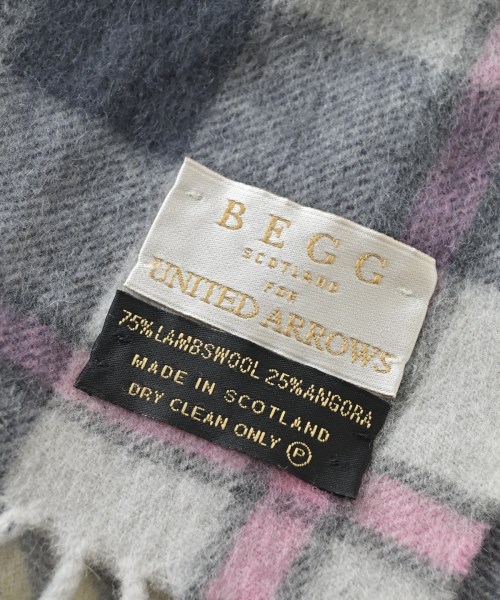 BEGG
SCOTLAND
FOR
UNITED ARROWS
75% LAMBSWOOL 25% ANGORA
MADE IN SCOTLAND
DRY CLEAN ONLY Ⓟ